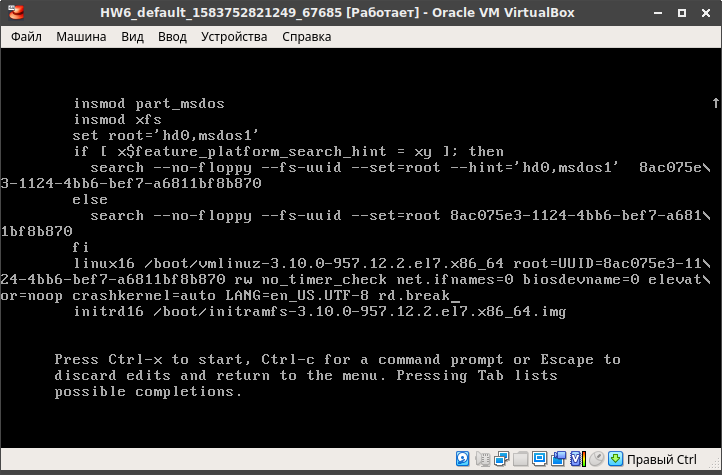 HW6_default_1583752821249_67685 [Работает] - Oracle VM VirtualBox
Файл Машина Вид Ввод Устройства Справка
insmod part_msdos
insmod xfs
set root='hd0,msdos1'
if [ x$feature_platform_search_hint = xy ]; then
search --no-floppy --fs-uuid --set=root --hint='hd0,msdos1'  8ac075e\
3-1124-4bb6-bef7-a6811bf8b870
else
search --no-floppy --fs-uuid --set=root 8ac075e3-1124-4bb6-bef7-a681\
1bf8b870
fi
linux16 /boot/vmlinuz-3.10.0-957.12.2.el7.x86_64 root=UUID=8ac075e3-11\
24-4bb6-bef7-a6811bf8b870 rw no_timer_check net.ifnames=0 biosdevname=0 elevat\
or=noop crashkernel=auto LANG=en_US.UTF-8 rd.break_
initrd16 /boot/initramfs-3.10.0-957.12.2.el7.x86_64.img
Press Ctrl-x to start, Ctrl-c for a command prompt or Escape to
discard edits and return to the menu. Pressing Tab lists
possible completions.
Правый Ctrl